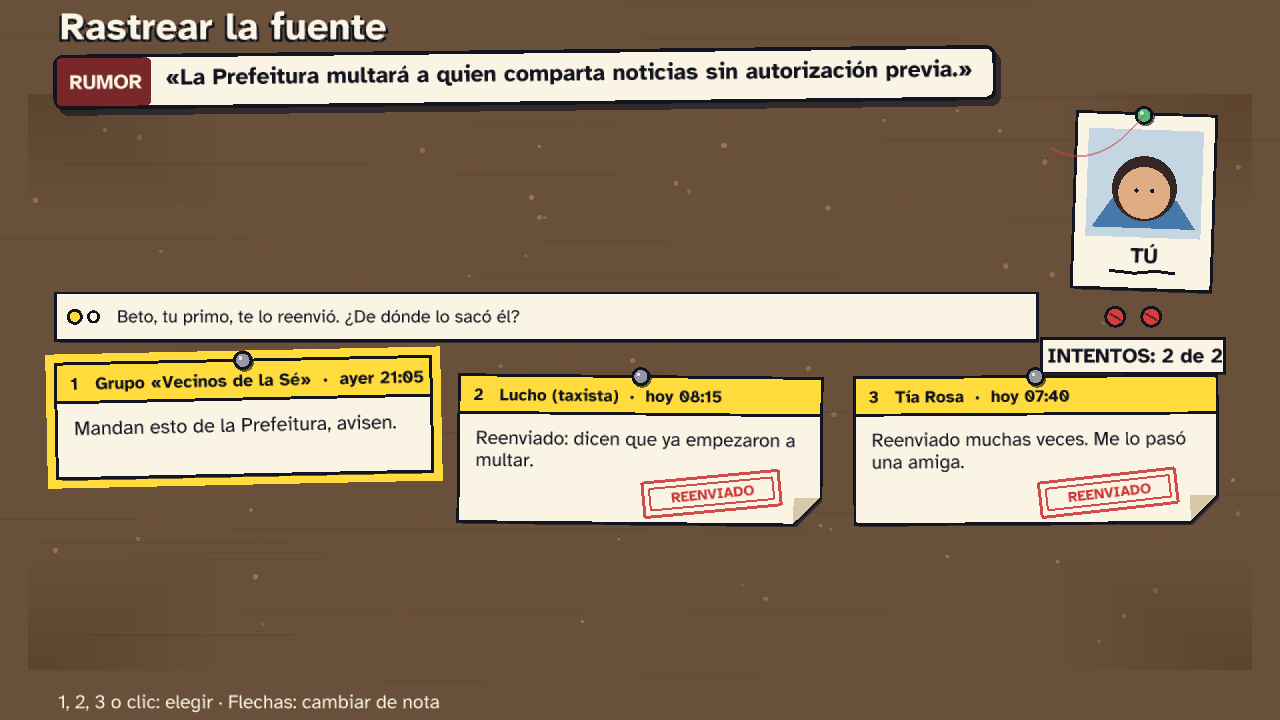 Rastrear la fuente
RUMOR «La Prefeitura multará a quien comparta noticias sin autorización previa.»
TÚ
Beto, tu primo, te lo reenvió. ¿De dónde lo sacó él?
INTENTOS: 2 de 2
1 Grupo «Vecinos de la Sé» · ayer 21:05
Mandan esto de la Prefeitura, avisen.
2 Lucho (taxista) · hoy 08:15
Reenviado: dicen que ya empezaron a
multar.
REENVIADO
3 Tía Rosa · hoy 07:40
Reenviado muchas veces. Me lo pasó
una amiga.
REENVIADO
1, 2, 3 o clic: elegir · Flechas: cambiar de nota